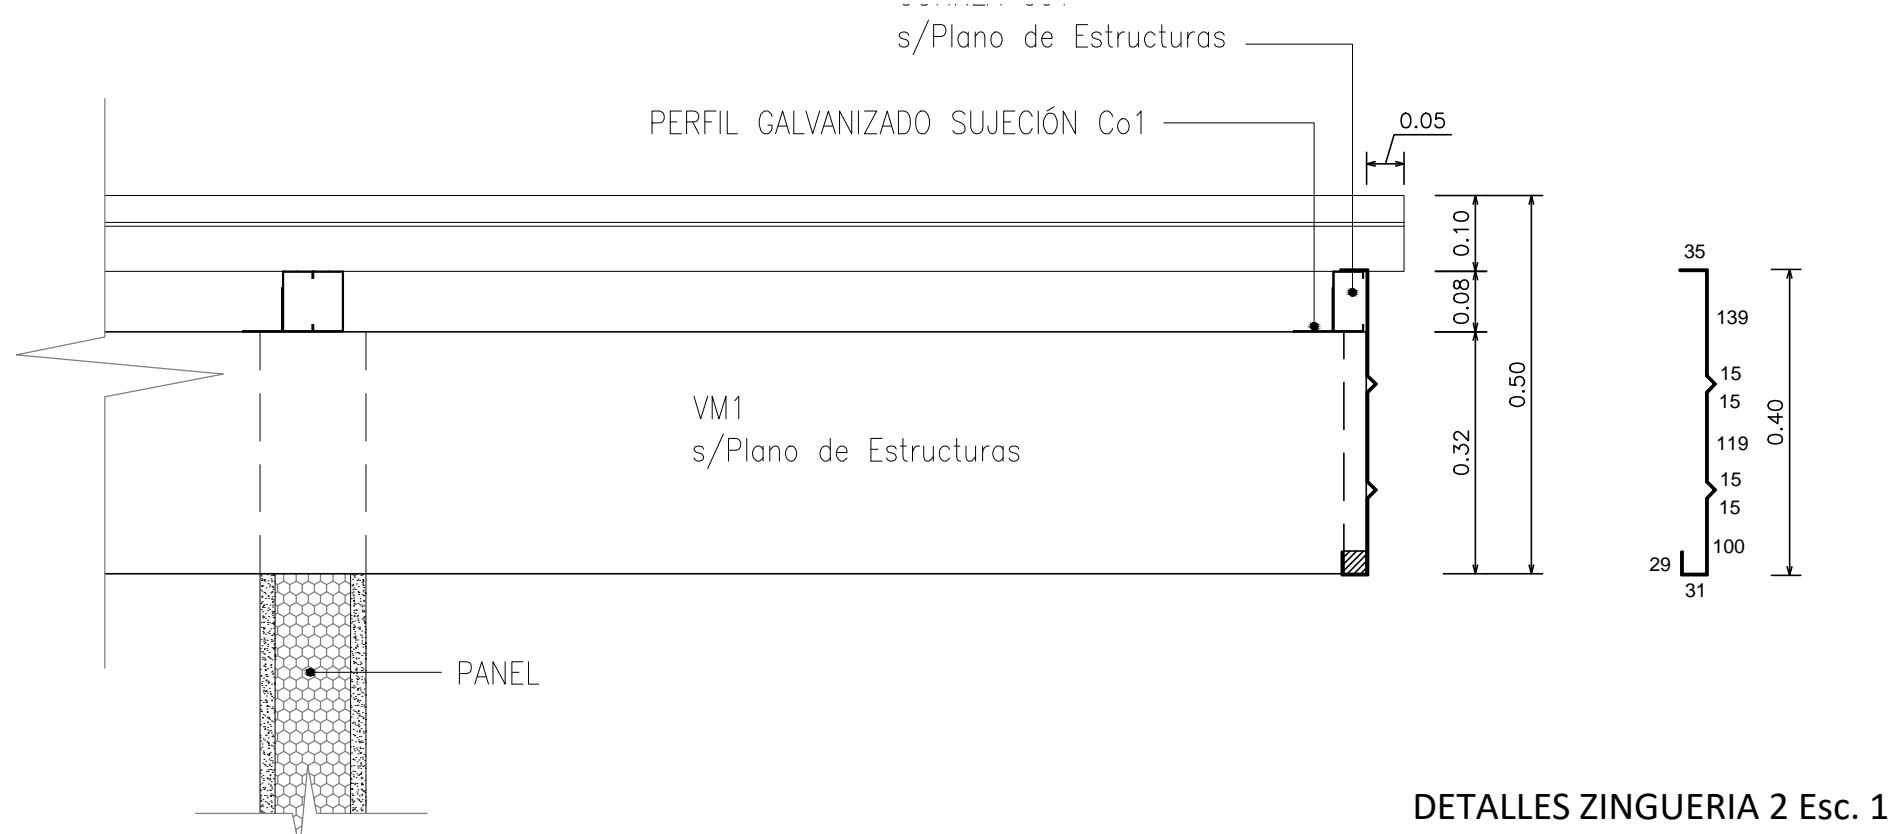 s/Plano de Estructuras
PERFIL GALVANIZADO SUJECIÓN Co1
0.05
0.10
0.08
0.50
0.32
VM1
s/Plano de Estructuras
PANEL
35
139
15
15
119
0.40
15
15
100
29
31
DETALLES ZINGUERIA 2 Esc. 1